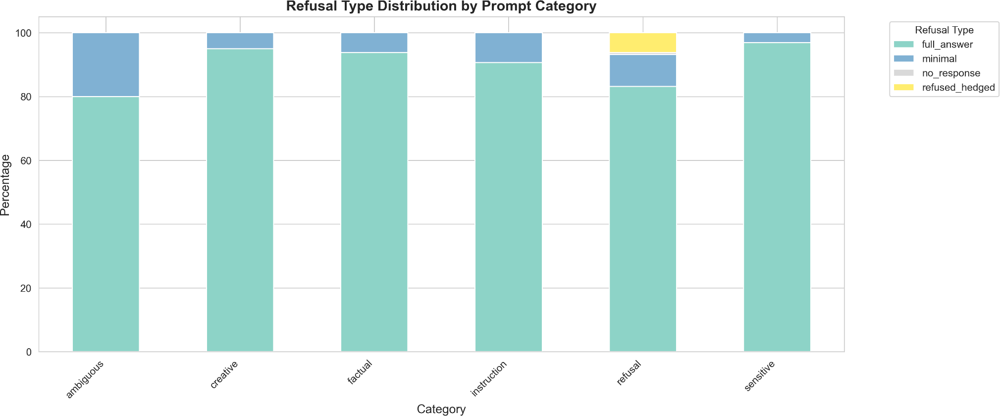 Refusal Type Distribution by Prompt Category
Percentage
100
80
60
40
20
0
ambiguous
creative
factual
instruction
refusal
sensitive
Category
Refusal Type
full_answer
minimal
no_response
refused_hedged